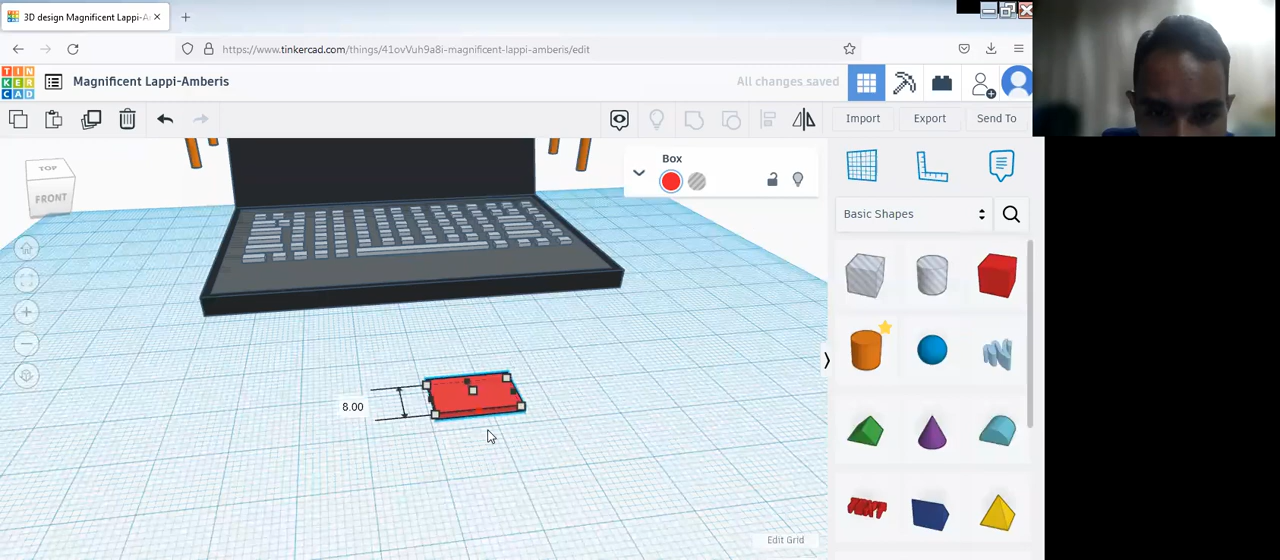 3D design Magnificent Lappi-A
https://www.tinkercad.com/things/41ovVuh9a8i-magnificent-lappi-amberis/edit
TIN
KER
CAD
Magnificent Lappi-Amberis
All changes saved
Import
Export
Send To
TOP
FRONT
Box
Basic Shapes
8.00
TEXT
Edit Grid